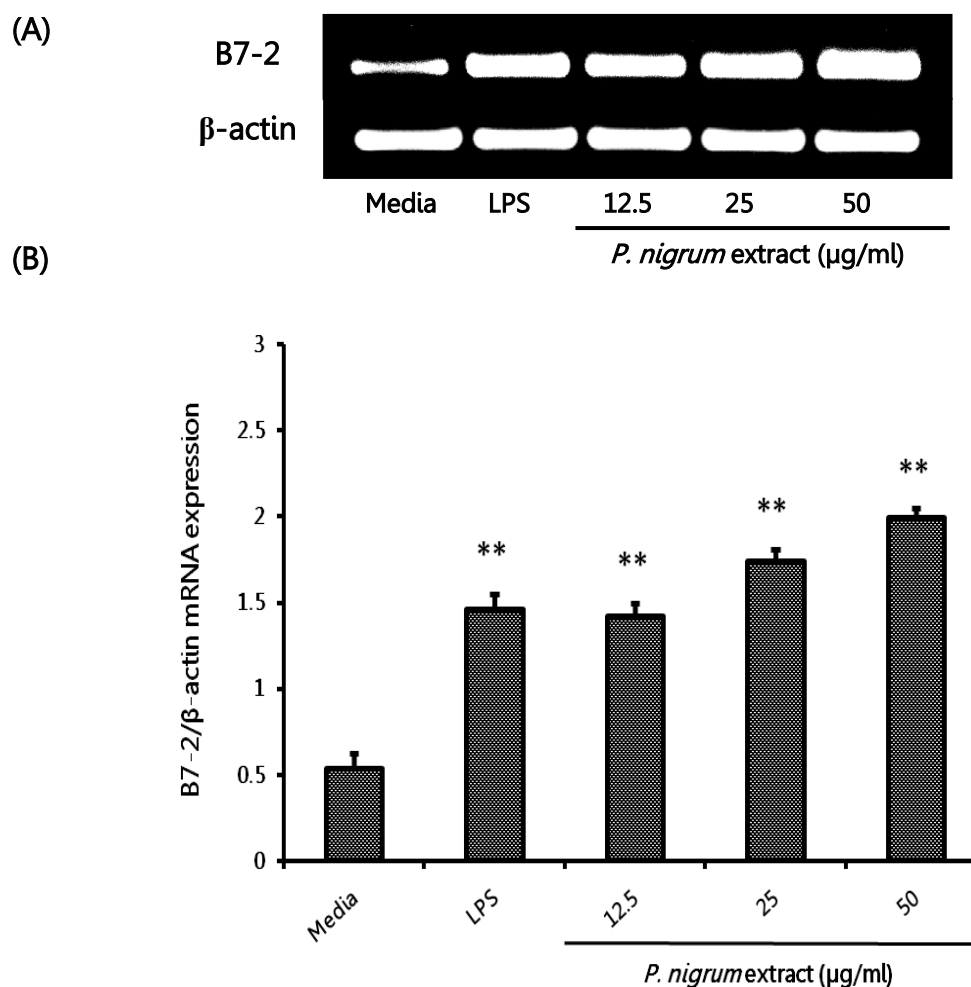 (A)
B7-2
β-actin
Media LPS 12.5 25 50
P. nigrum extract (µg/ml)
(B)
B7-2/β-actin mRNA expression
3
2.5
2
1.5
1
0.5
0
** ** ** **
Media LPS 12.5 25 50
P. nigrum extract (µg/ml)